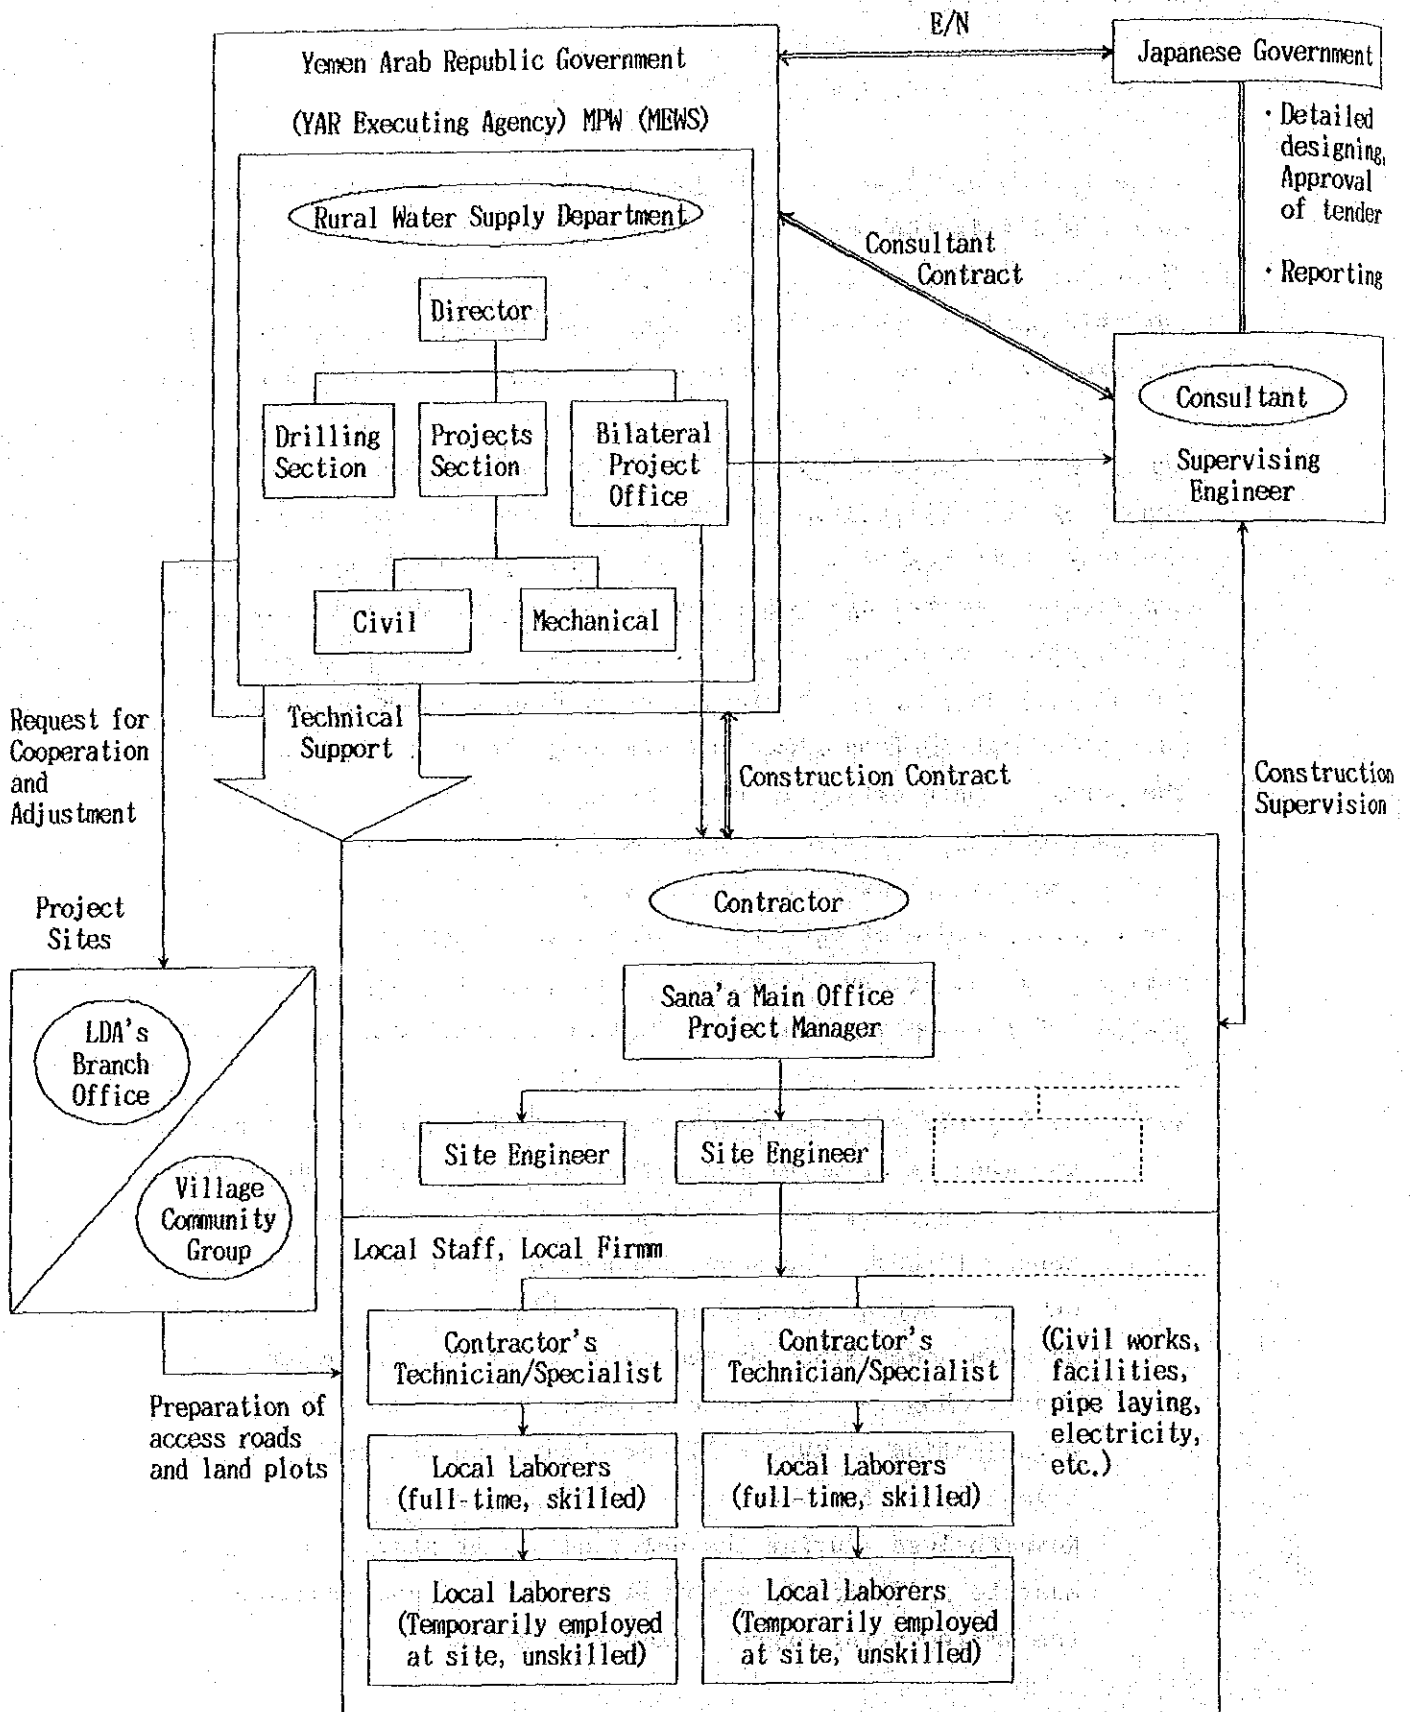 E/N
Yemen Arab Republic Government
Japanese Government
(YAR Executing Agency) MPW (MEWS)
・Detailed
designing,
Approval
of tender
・Reporting
Rural Water Supply Department
Consultant
Contract
Director
Drilling
Section
Projects
Section
Bilateral
Project
Office
Consultant
Supervising
Engineer
Civil
Mechanical
Request for
Cooperation
and
Adjustment
Technical
Support
Construction Contract
Construction
Supervision
Project
Sites
Contractor
Sana'a Main Office
Project Manager
LDA's
Branch
Office
Site Engineer
Site Engineer
Village
Community
Group
Local Staff, Local Firmm
Contractor's
Technician/Specialist
Contractor's
Technician/Specialist
(Civil works,
facilities,
pipe laying,
electricity,
etc.)
Preparation of
access roads
and land plots
Local Laborers
(full-time, skilled)
Local Laborers
(full-time, skilled)
Local Laborers
(Temporarily employed
at site, unskilled)
Local Laborers
(Temporarily employed
at site, unskilled)